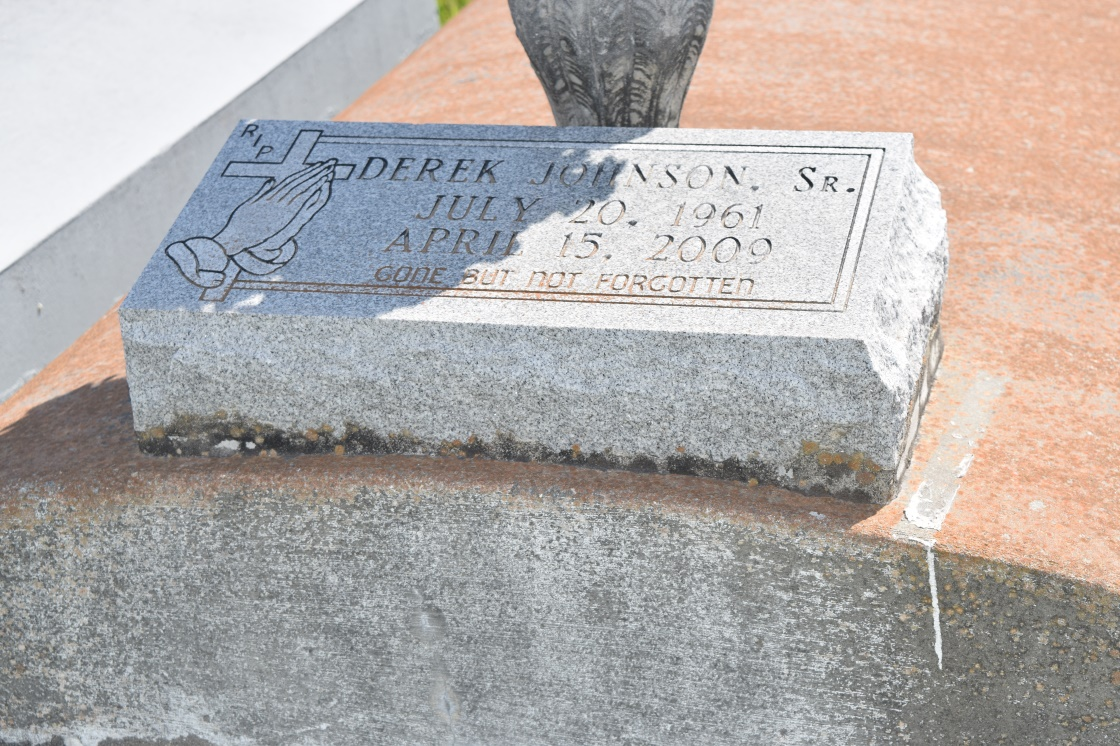 RIP
DEREK JOHNSON, SR.
JULY 20, 1961
APRIL 15, 2009
GONE BUT NOT FORGOTTEN